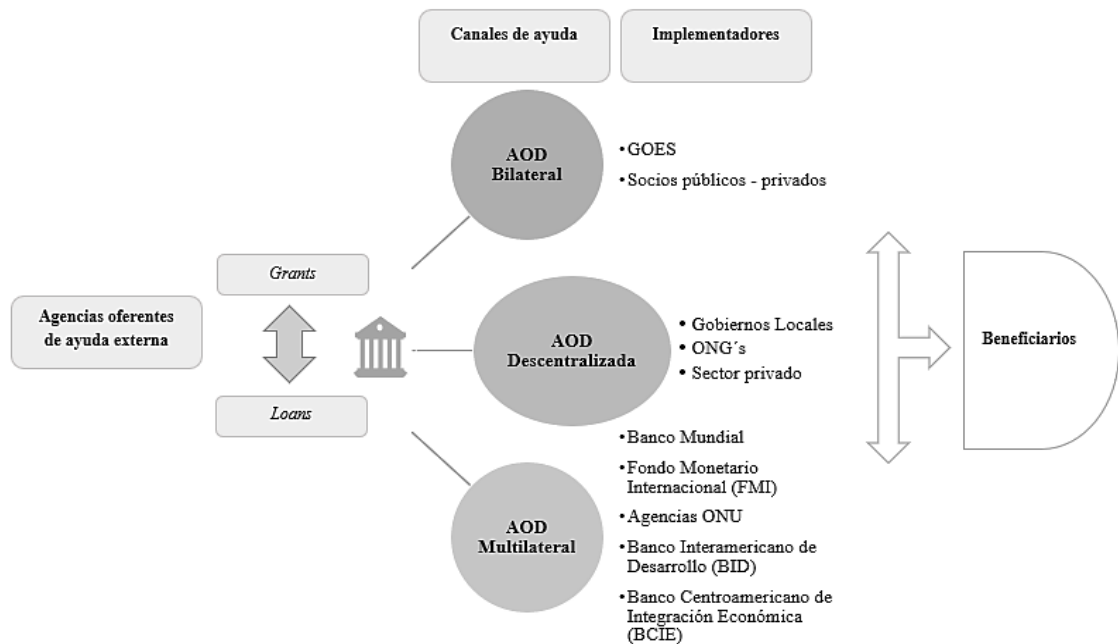 Canales de ayuda
Implementadores
AOD
Bilateral
•GOES
•Socios públicos - privados
Grants
Agencias oferentes
de ayuda externa
Loans
AOD
Descentralizada
• Gobiernos Locales
• ONG´s
• Sector privado
Beneficiarios
AOD
Multilateral
•Banco Mundial
•Fondo Monetario
Internacional (FMI)
•Agencias ONU
•Banco Interamericano de
Desarrollo (BID)
•Banco Centroamericano de
Integración Económica
(BCIE)